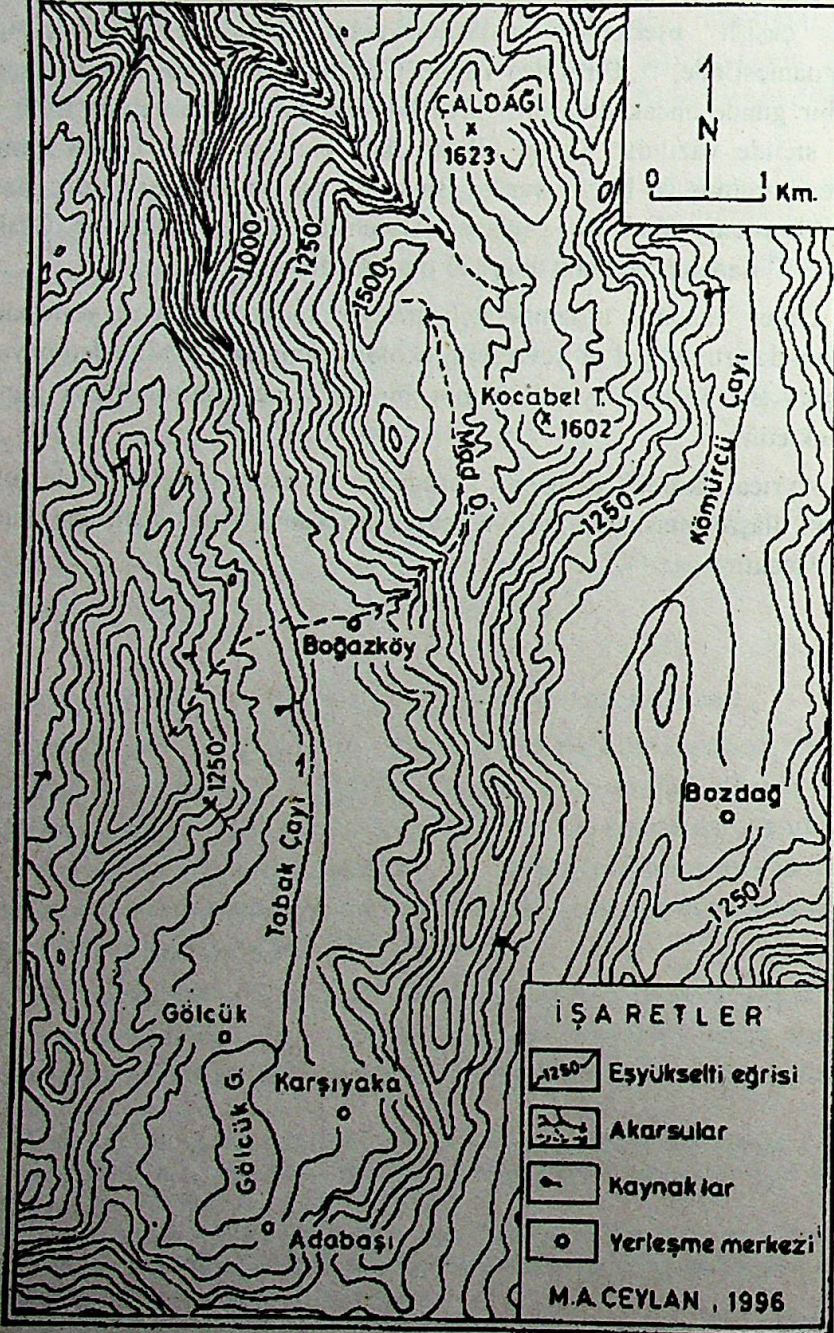 ÇALDAĞI
1623
N
0 1 Km.
1000
1250
1500
Kocabel T.
1602
Mad D.
Kömürcü Çayı
1250
Boğazköy
1250
Tabak Çayı
Bozdağ
1250
Gölcük
Gölcük G.
Karşıyaka
Adabaşı
İŞARETLER
1250 Eşyükselti eğrisi
Akarsular
Kaynaklar
Yerleşme merkezi
M.A.CEYLAN, 1996